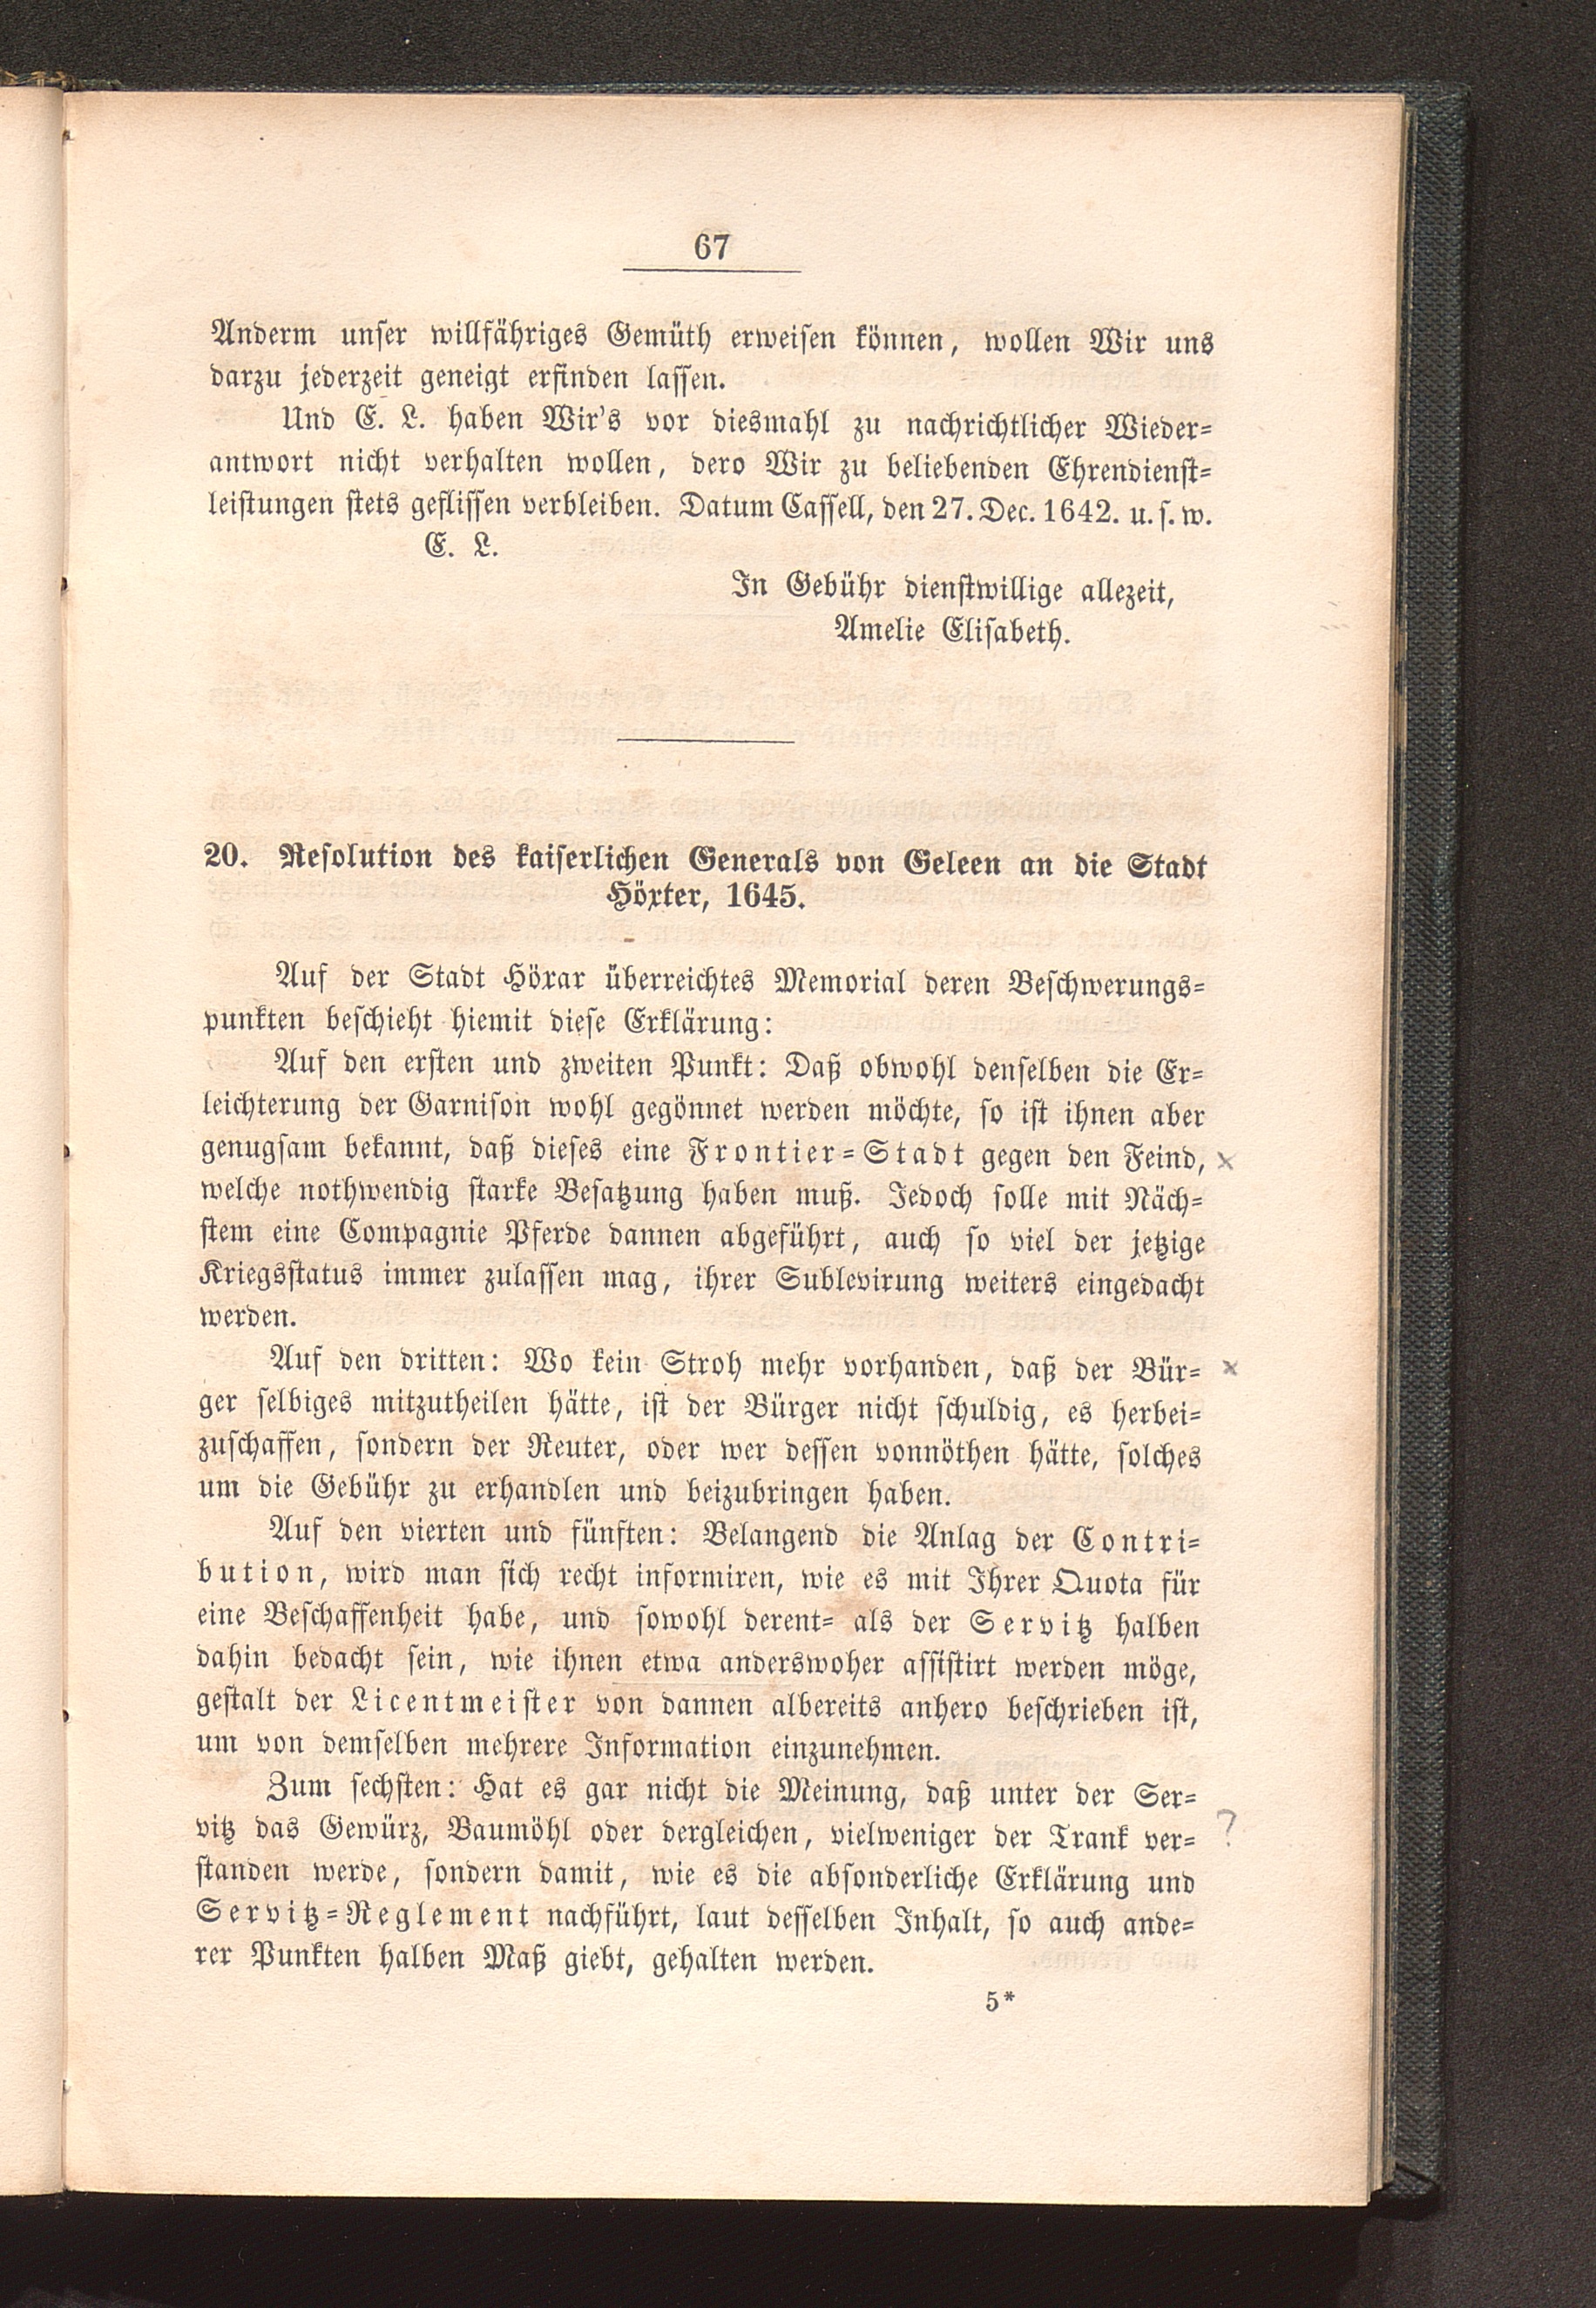 67
Anderm unser willfähriges Gemüth erweisen können, wollen Wir uns
darzu jederzeit geneigt erfinden lassen.
Und E. L. haben Wir's vor diesmahl zu nachrichtlicher Wieder-
antwort nicht verhalten wollen, dero Wir zu beliebenden Ehrendienst-
leistungen stets geflissen verbleiben. Datum Cassell, den 27. Dec. 1642. u. s. w.
E. L.
In Gebühr dienstwillige allezeit,
Amelie Elisabeth.
20. Resolution des kaiserlichen Generals von Geleen an die Stadt
Höxter, 1645.
Auf der Stadt Höxar überreichtes Memorial deren Beschwerungs-
punkten beschieht hiemit diese Erklärung:
Auf den ersten und zweiten Punkt: Daß obwohl denselben die Er-
leichterung der Garnison wohl gegönnet werden möchte, so ist ihnen aber
genugsam bekannt, daß dieses eine Frontier-Stadt gegen den Feind, x
welche nothwendig starke Besatzung haben muß. Jedoch solle mit Näch-
stem eine Compagnie Pferde dannen abgeführt, auch so viel der jetzige
Kriegsstatus immer zulassen mag, ihrer Sublevirung weiters eingedacht
werden.
Auf den dritten: Wo kein Stroh mehr vorhanden, daß der Bür- x
ger selbiges mitzutheilen hätte, ist der Bürger nicht schuldig, es herbei-
zuschaffen, sondern der Reuter, oder wer dessen vonnöthen hätte, solches
um die Gebühr zu erhandlen und beizubringen haben.
Auf den vierten und fünften: Belangend die Anlag der Contri-
bution, wird man sich recht informiren, wie es mit Ihrer Quota für
eine Beschaffenheit habe, und sowohl derent- als der Servitz halben
dahin bedacht sein, wie ihnen etwa anderswoher assistirt werden möge,
gestalt der Licentmeister von dannen albereits anhero beschrieben ist,
um von demselben mehrere Information einzunehmen.
Zum sechsten: Hat es gar nicht die Meinung, daß unter der Ser-
vitz das Gewürz, Baumöhl oder dergleichen, vielweniger der Trank ver- ?
standen werde, sondern damit, wie es die absonderliche Erklärung und
Servitz-Reglement nachführt, laut desselben Inhalt, so auch ande-
rer Punkten halben Maß giebt, gehalten werden.
5*